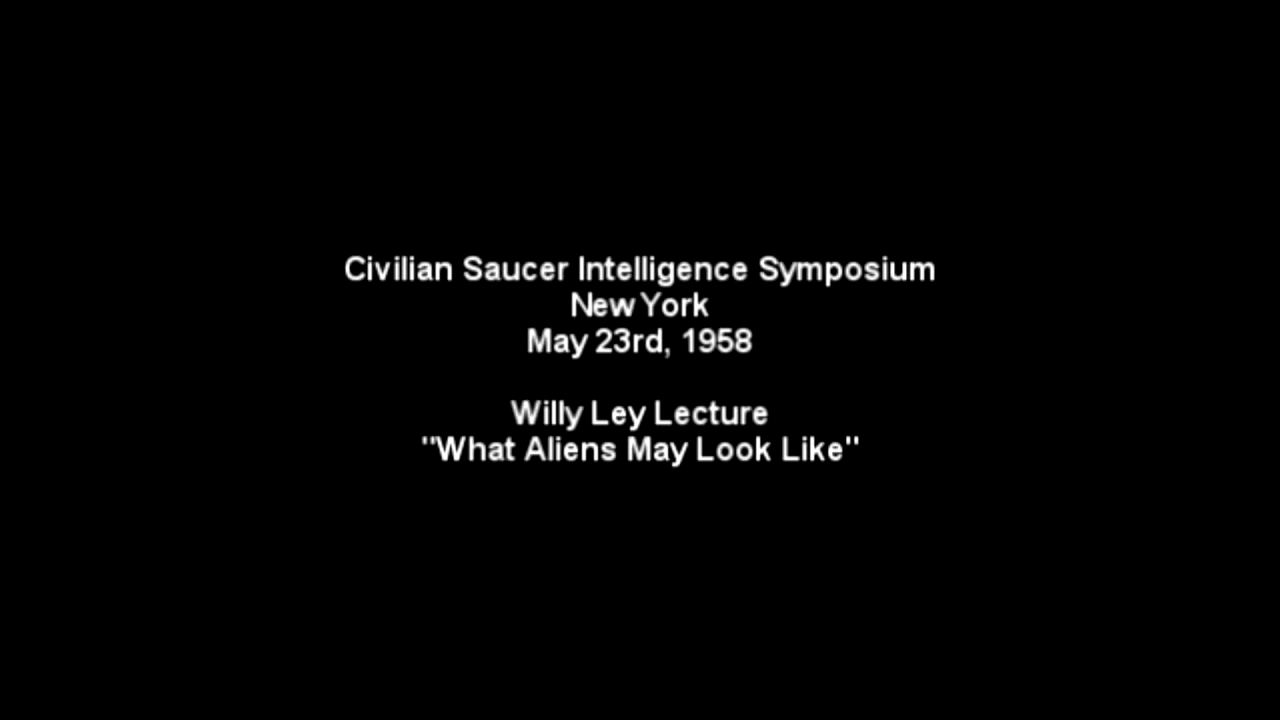 Civilian Saucer Intelligence Symposium
New York
May 23rd, 1958
Willy Ley Lecture
"What Aliens May Look Like"